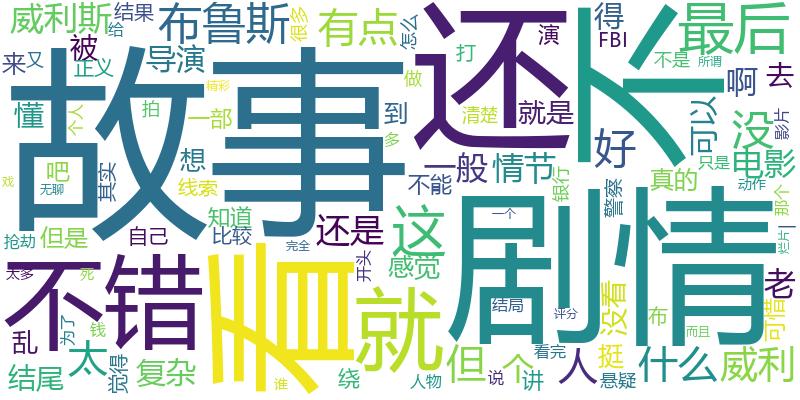 威利斯
结果
给
布鲁斯
很多
有点
怎么
还
不
得
演
FBI
最后
来
又
被
正义
导演
故事
打
做
不是
所谓
啊
去
懂
个人
拍
一部
精彩
到
清楚
就是
好
可以
没
影片
吧
其实
想
多
一般
情节
电影
戏
无聊
线索
不能
银行
警察
真的
只是
动作
那个
抢劫
但是
自己
知道
比较
还是
这
剧情
一个
烂片
太多
死
不错
看
完全
开头
感觉
就
结局
评分
没看
布
而且
可惜
老
乱
为了
钱
太
觉得
谁
结尾
复杂
绕
人物
但
说
个
看完
讲
人
悬疑
挺
什么
威利